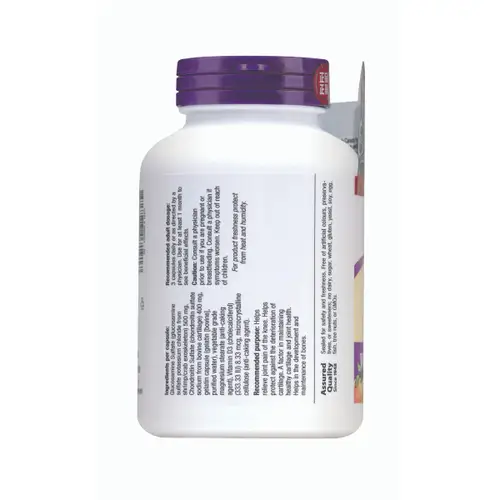 Ingredients per capsule:
Glucosamine Sulfate (glucosamine
sulfate potassium chloride from
shrimp/crab exoskeleton) 500 mg,
Chondroitin Sulfate (chondroitin sulfate
sodium from bovine cartilage) 400 mg,
gelatin capsule (gelatin [bovine],
purified water), vegetable grade
magnesium stearate (anti-caking
agent), Vitamin D3 (cholecalciferol)
(333.33 IU) 8.33 mcg, microcrystalline
cellulose (anti-caking agent).
Recommended purpose: Helps
relieve joint pain of the knee. Helps
protect against the deterioration of
cartilage. A factor in maintaining
healthy cartilage and joint health.
Helps in the development and
maintenance of bones.
Recommended adult dosage:
3 capsules daily or as directed by a
physician. Use for at least 1 month to
see beneficial effects.
Caution: Consult a physician
prior to use if you are pregnant or
breastfeeding. Consult a physician if
symptoms worsen. Keep out of reach
of children.
For product freshness protect
from heat and humidity.
Assured
Quality
Since
Sealed for safety and freshness. Free of artificial colours, preserva-
tives, or sweeteners; no dairy, sugar, wheat, gluten, yeast, soy, egg,
fish, tree nuts, or GMOs.